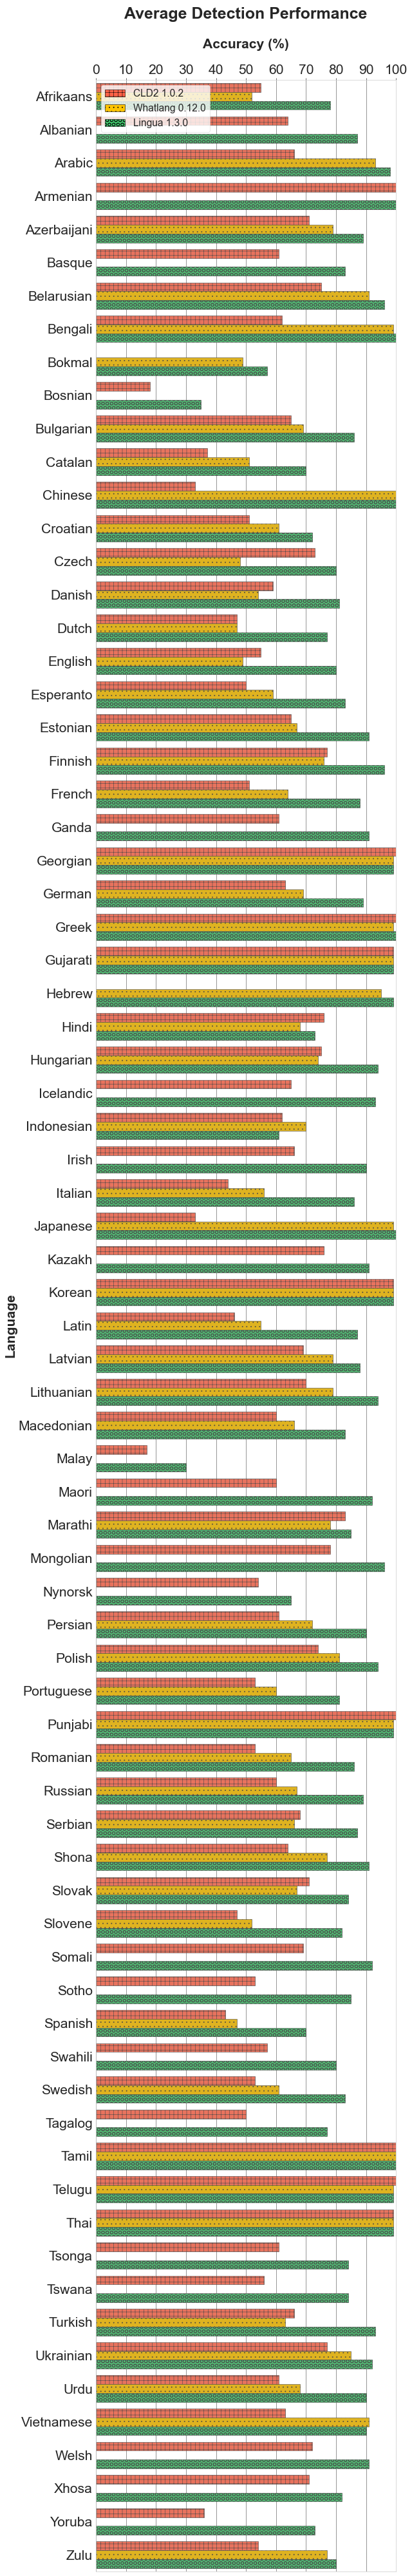 Average Detection Performance
Accuracy (%)
0 10 20 30 40 50 60 70 80 90 100
CLD2 1.0.2
Whatlang 0.12.0
Lingua 1.3.0
Language
Afrikaans
Albanian
Arabic
Armenian
Azerbaijani
Basque
Belarusian
Bengali
Bokmal
Bosnian
Bulgarian
Catalan
Chinese
Croatian
Czech
Danish
Dutch
English
Esperanto
Estonian
Finnish
French
Ganda
Georgian
German
Greek
Gujarati
Hebrew
Hindi
Hungarian
Icelandic
Indonesian
Irish
Italian
Japanese
Kazakh
Korean
Latin
Latvian
Lithuanian
Macedonian
Malay
Maori
Marathi
Mongolian
Nynorsk
Persian
Polish
Portuguese
Punjabi
Romanian
Russian
Serbian
Shona
Slovak
Slovene
Somali
Sotho
Spanish
Swahili
Swedish
Tagalog
Tamil
Telugu
Thai
Tsonga
Tswana
Turkish
Ukrainian
Urdu
Vietnamese
Welsh
Xhosa
Yoruba
Zulu